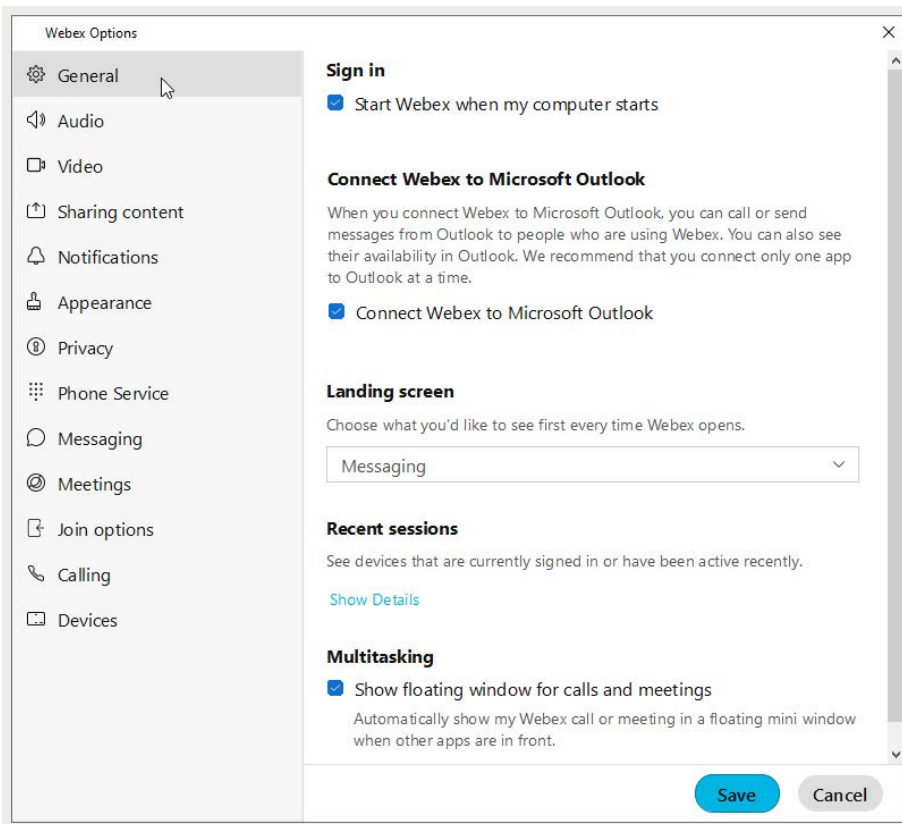 Webex Options
General
Audio
Video
Sharing content
Notifications
Appearance
Privacy
Phone Service
Messaging
Meetings
Join options
Calling
Devices
Sign in
Start Webex when my computer starts
Connect Webex to Microsoft Outlook
When you connect Webex to Microsoft Outlook, you can call or send
messages from Outlook to people who are using Webex. You can also see
their availability in Outlook. We recommend that you connect only one app
to Outlook at a time.
Connect Webex to Microsoft Outlook
Landing screen
Choose what you'd like to see first every time Webex opens.
Messaging
Recent sessions
See devices that are currently signed in or have been active recently.
Show Details
Multitasking
Show floating window for calls and meetings
Automatically show my Webex call or meeting in a floating mini window
when other apps are in front.
Save
Cancel